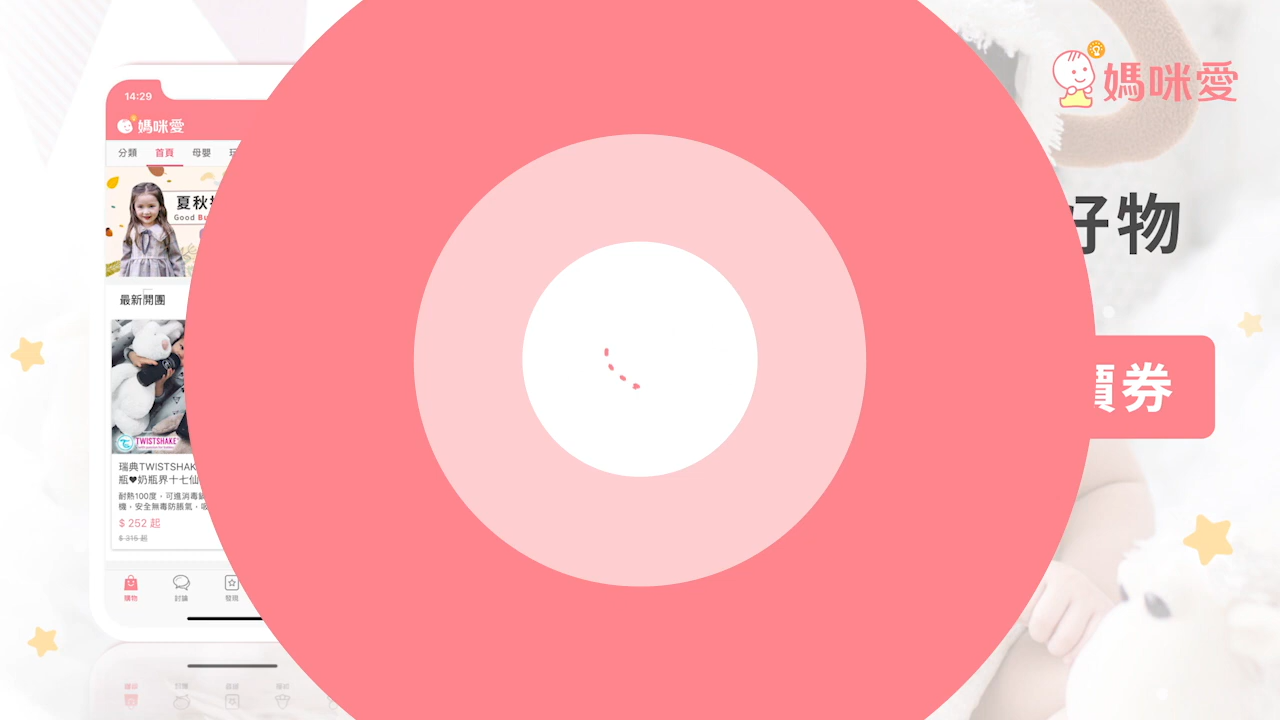 媽咪愛
14:29
媽咪愛
分類 首頁 母嬰
夏秋
Good
最新開團
好物
價券
TWISTSHAKE
瑞典TWISTSHAK
瓶♥奶瓶界十七仙
耐熱100度,可進消毒鍋
機,安全無毒防脹氣,吸
$ 252 起
$ 315 起
購物 討論 發現